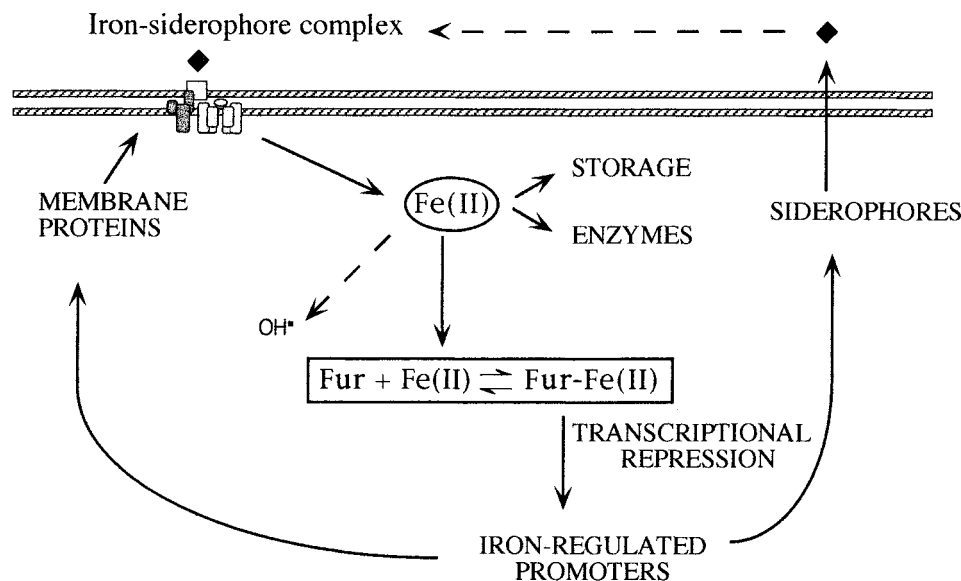 Iron-siderophore complex
MEMBRANE
PROTEINS
Fe(II)
STORAGE
ENZYMES
SIDEROPHORES
OH•
Fur + Fe(II) ⇌ Fur-Fe(II)
TRANSCRIPTIONAL
REPRESSION
IRON-REGULATED
PROMOTERS